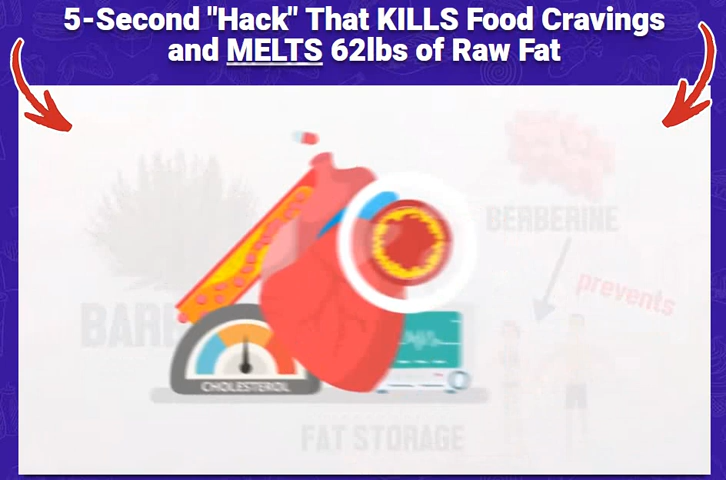 5-Second "Hack" That KILLS Food Cravings
and MELTS 62lbs of Raw Fat
BERBERINE
prevents
CHOLESTEROL
FAT STORAGE